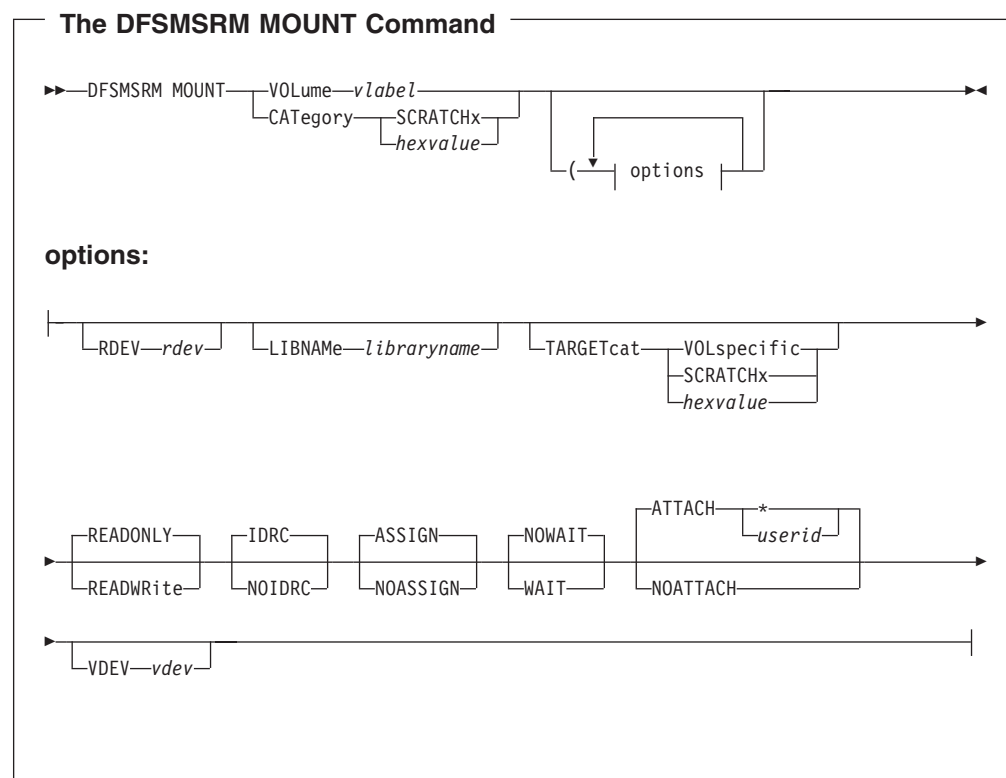 The DFSMSRM MOUNT Command
DFSMSRM MOUNT VOLume vlabel
CATegory SCRATCHx
hexvalue
( options
options:
RDEV rdev LIBNAMe libraryname TARGETcat VOLspecific
SCRATCHx
hexvalue
ATTACH *
READONLY IDRC ASSIGN NOWAIT userid
READWRite NOIDRC NOASSIGN WAIT NOATTACH
VDEV vdev